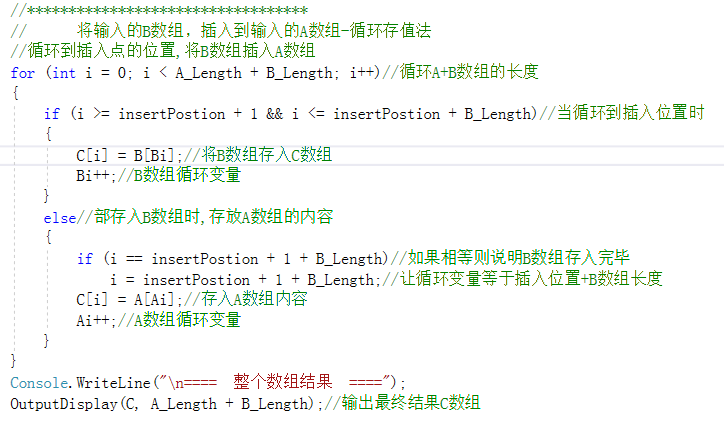 //**********************************
//      将输入的B数组，插入到输入的A数组-循环存值法
//循环到插入点的位置,将B数组插入A数组
for (int i = 0; i < A_Length + B_Length; i++)//循环A+B数组的长度
{
    if (i >= insertPostion + 1 && i <= insertPostion + B_Length)//当循环到插入位置时
    {
        C[i] = B[Bi];//将B数组存入C数组
        Bi++;//B数组循环变量
    }
    else//部存入B数组时,存放A数组的内容
    {
        if (i == insertPostion + 1 + B_Length)//如果相等则说明B数组存入完毕
            i = insertPostion + 1 + B_Length;//让循环变量等于插入位置+B数组长度
        C[i] = A[Ai];//存入A数组内容
        Ai++;//A数组循环变量
    }
}
Console.WriteLine("\n====  整个数组结果  ====");
OutputDisplay(C, A_Length + B_Length);//输出最终结果C数组